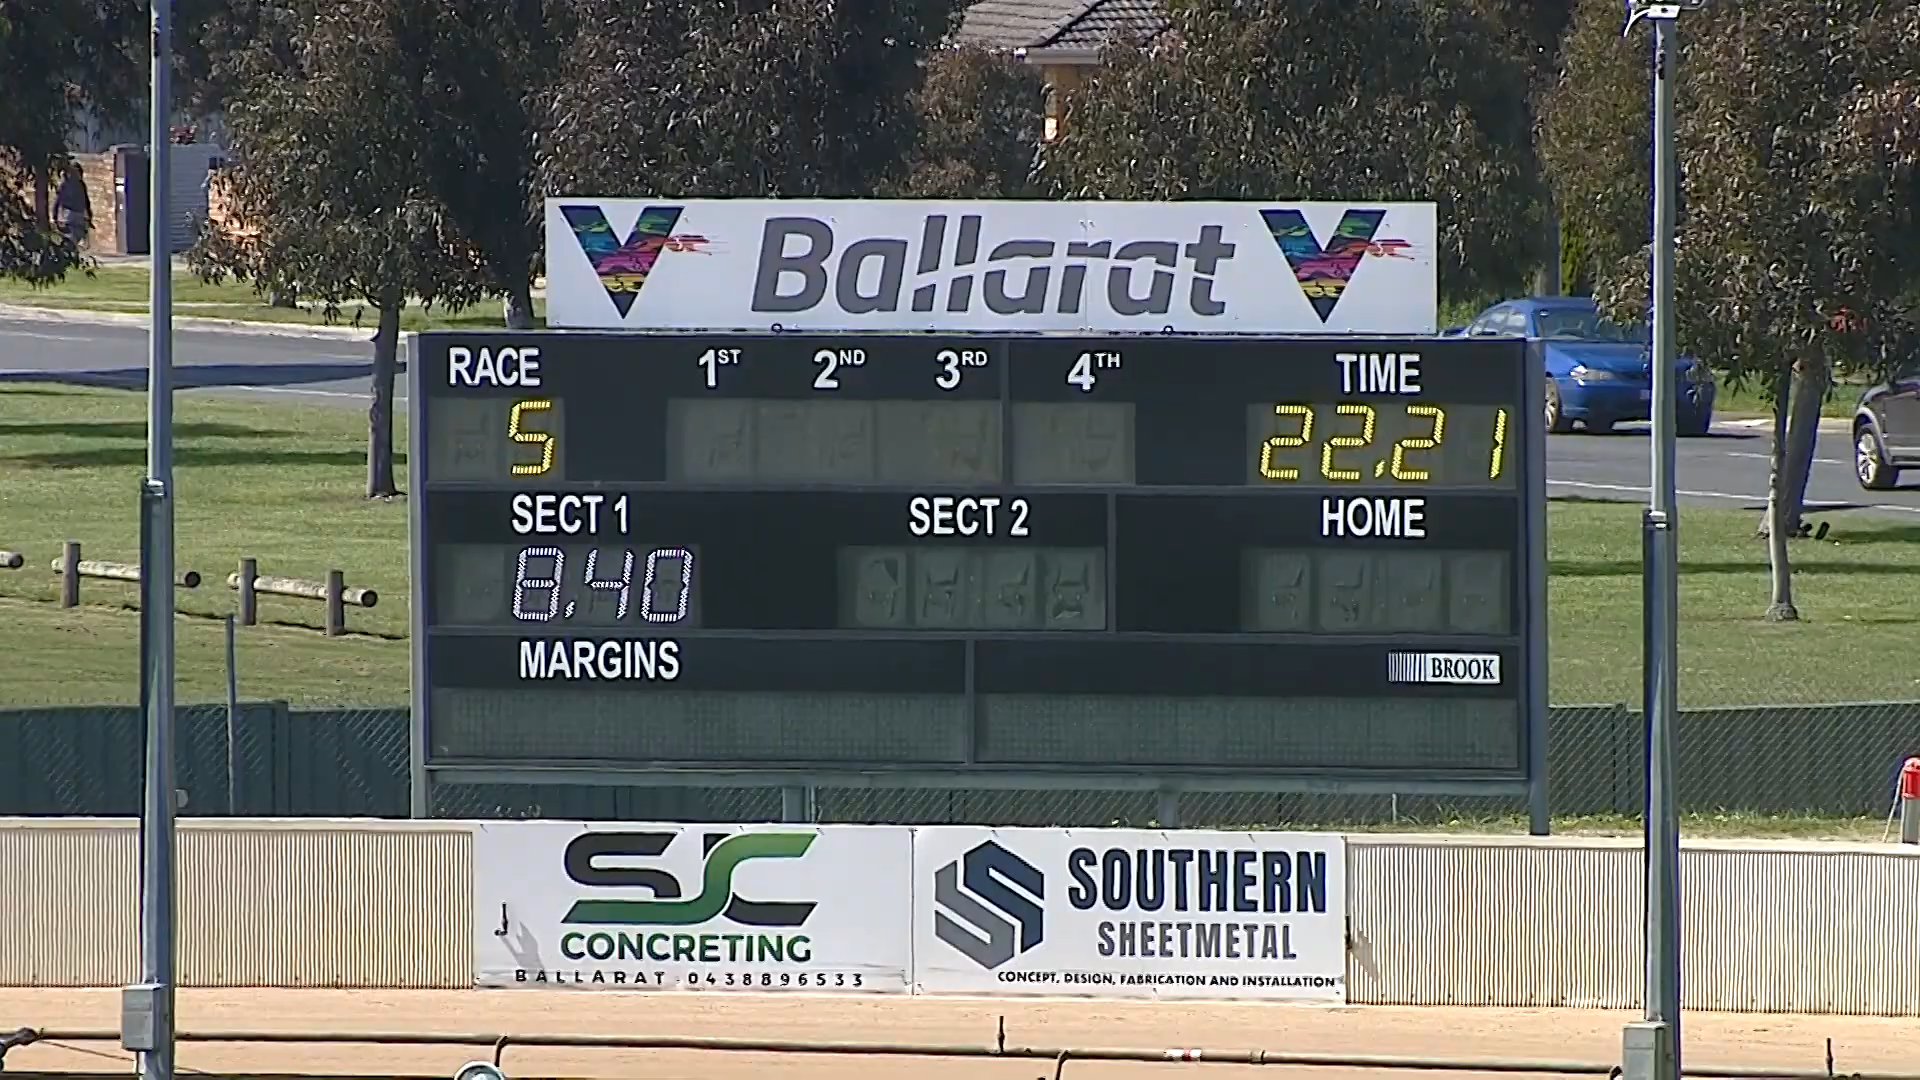 Ballarat
RACE 1ST 2ND 3RD 4TH TIME
5 22.21
SECT 1 SECT 2 HOME
8.40
MARGINS BROOK
SJC
CONCRETING
BALLARAT 0438896533
SOUTHERN
SHEETMETAL
CONCEPT, DESIGN, FABRICATION AND INSTALLATION